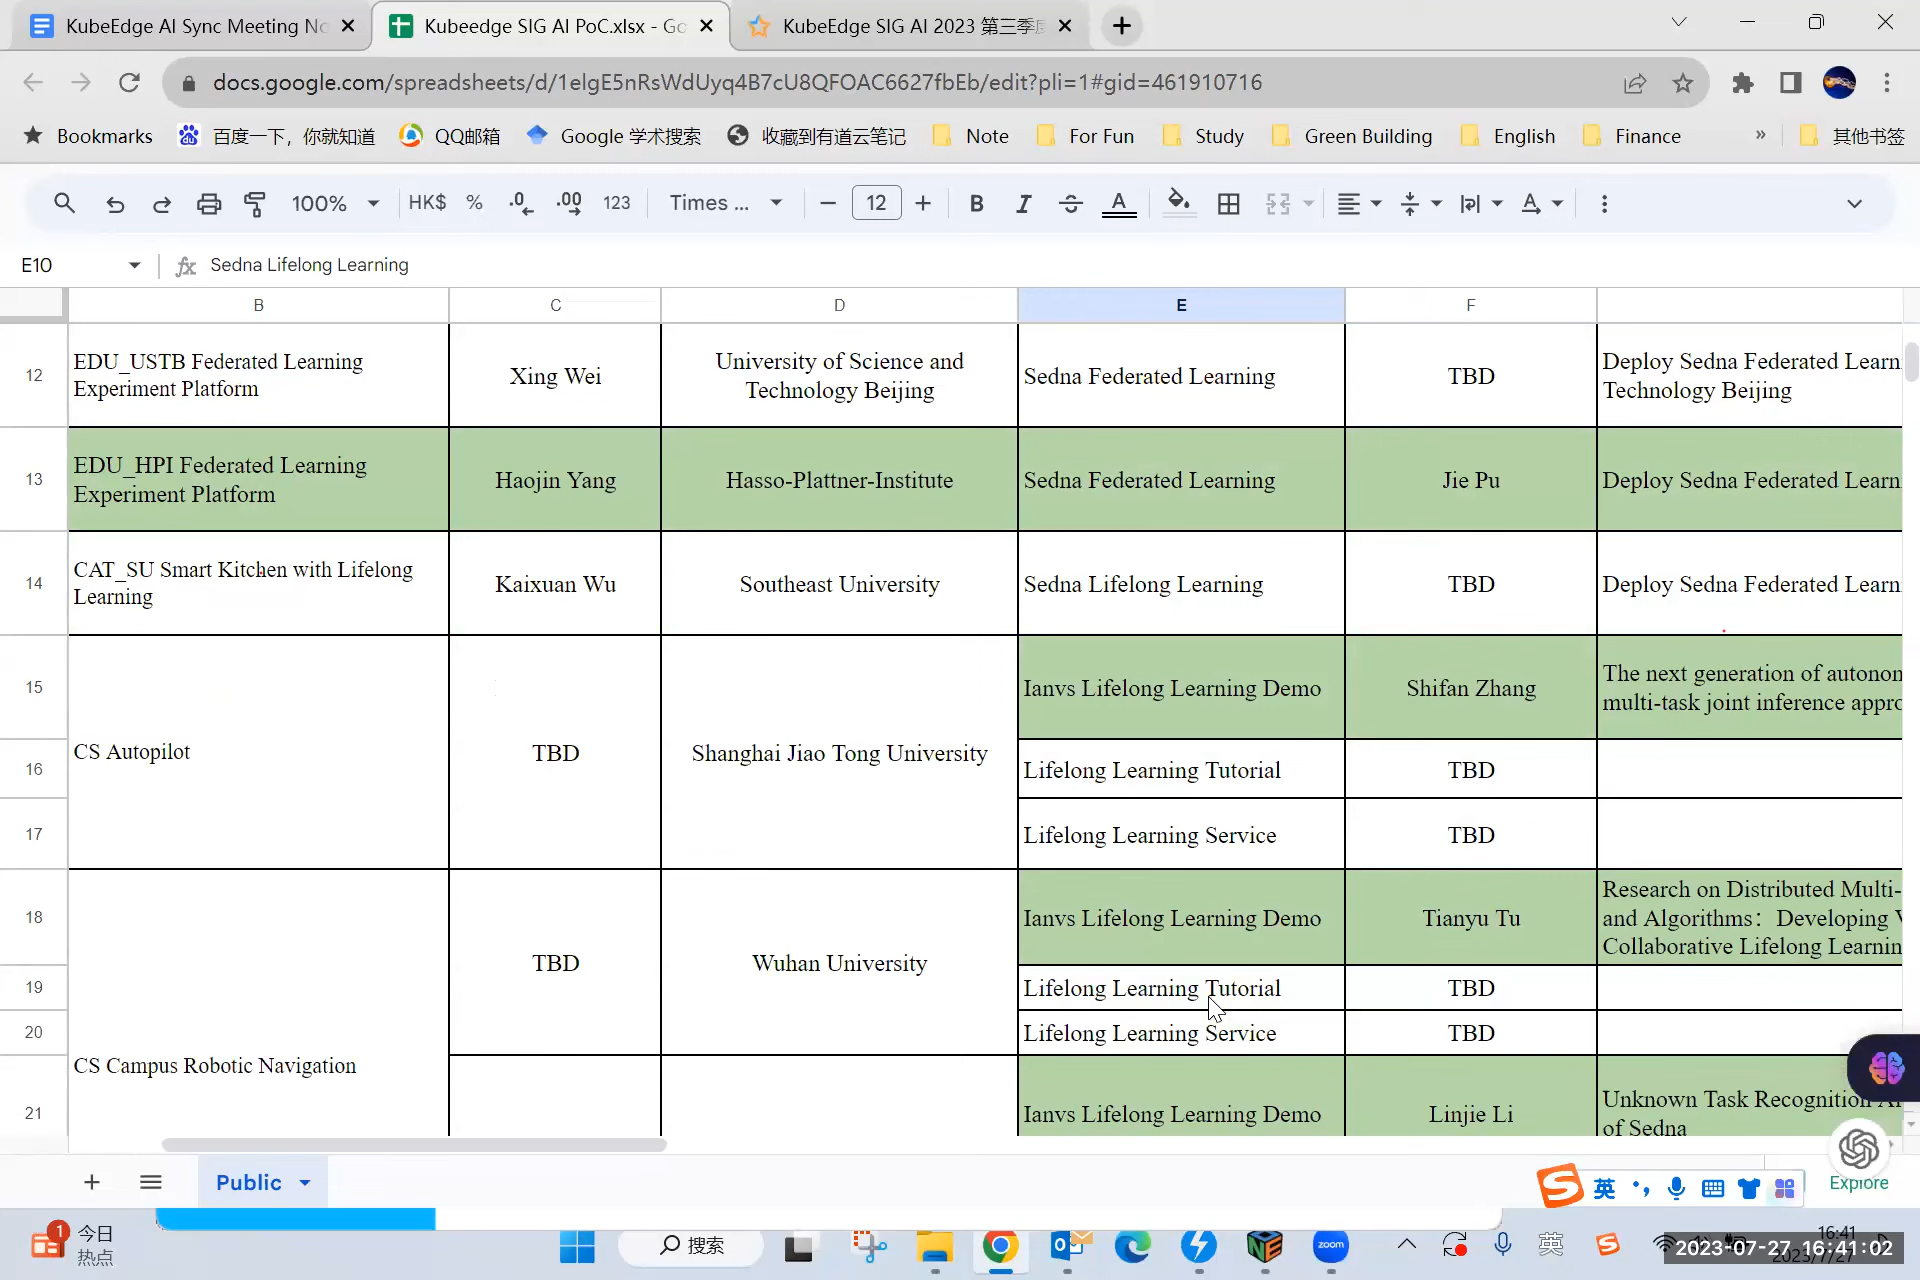 KubeEdge AI Sync Meeting No
Kubeedge SIG AI PoC.xlsx - Go
KubeEdge SIG AI 2023 第三季度
docs.google.com/spreadsheets/d/1elgE5nRsWdUyq4B7cU8QFOAC6627fbEb/edit?pli=1#gid=461910716
Bookmarks
百度一下，你就知道
QQ邮箱
Google 学术搜索
收藏到有道云笔记
Note
For Fun
Study
Green Building
English
Finance
»
其他书签
100%
HK$
%
.0
.00
123
Times ...
12
B
I
A
E10
fx
Sedna Lifelong Learning
B
C
D
E
F
12
EDU_USTB Federated Learning
Experiment Platform
Xing Wei
University of Science and
Technology Beijing
Sedna Federated Learning
TBD
Deploy Sedna Federated Learn
Technology Beijing
13
EDU_HPI Federated Learning
Experiment Platform
Haojin Yang
Hasso-Plattner-Institute
Sedna Federated Learning
Jie Pu
Deploy Sedna Federated Learn
14
CAT_SU Smart Kitchen with Lifelong
Learning
Kaixuan Wu
Southeast University
Sedna Lifelong Learning
TBD
Deploy Sedna Federated Learn
CS Autopilot
TBD
Shanghai Jiao Tong University
15
Ianvs Lifelong Learning Demo
Shifan Zhang
The next generation of autonon
multi-task joint inference appro
16
Lifelong Learning Tutorial
TBD
17
Lifelong Learning Service
TBD
CS Campus Robotic Navigation
TBD
Wuhan University
18
Ianvs Lifelong Learning Demo
Tianyu Tu
Research on Distributed Multi-
and Algorithms：Developing V
Collaborative Lifelong Learnin
19
Lifelong Learning Tutorial
TBD
20
Lifelong Learning Service
TBD
21
Ianvs Lifelong Learning Demo
Linjie Li
Unknown Task Recognition
of Sedna
Public
英
Explore
1
今日
热点
搜索
zoom
英
16:41
2023-07-27, 16:41:02